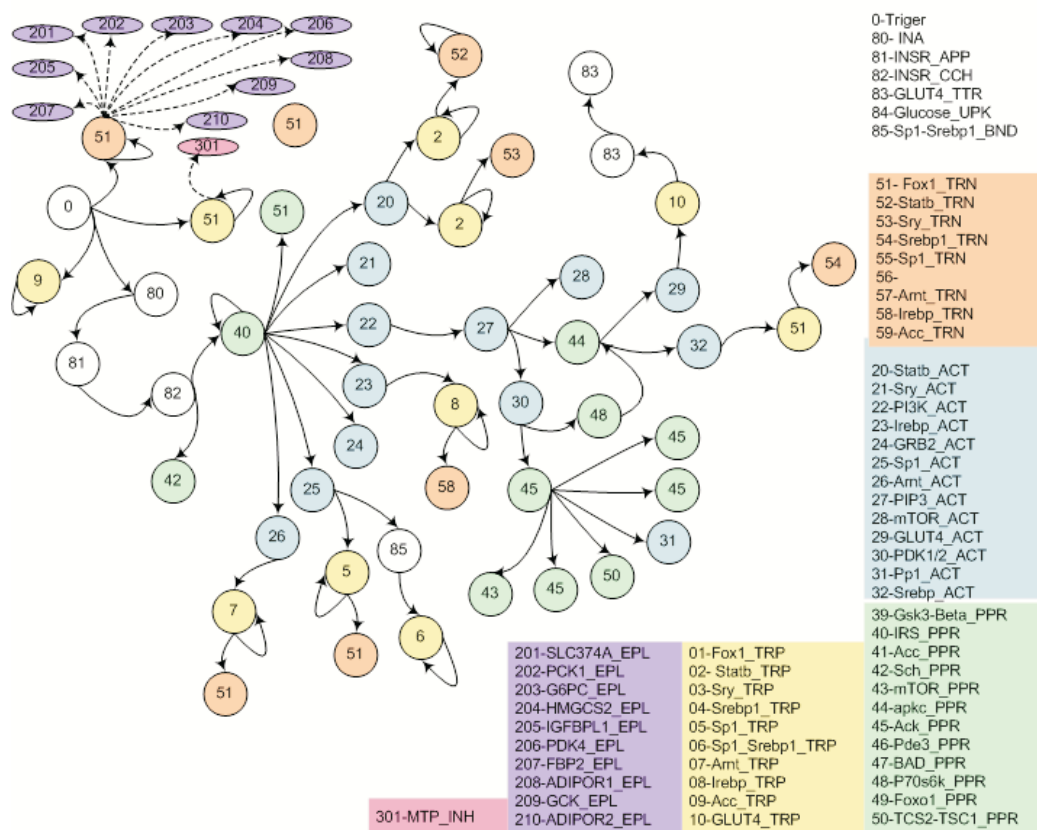 201
202
203
204
206
205
208
209
207
210
301
51
51
0
51
9
80
81
82
42
40
51
21
22
23
24
25
26
20
2
52
2
53
83
83
10
27
28
29
44
32
51
54
30
48
8
58
45
45
45
31
50
45
43
85
5
6
7
51
51
0-Triger
80- INA
81-INSR_APP
82-INSR_CCH
83-GLUT4_TTR
84-Glucose_UPK
85-Sp1-Srebp1_BND
51- Fox1_TRN
52-Statb_TRN
53-Sry_TRN
54-Srebp1_TRN
55-Sp1_TRN
56-
57-Arnt_TRN
58-Irebp_TRN
59-Acc_TRN
20-Statb_ACT
21-Sry_ACT
22-PI3K_ACT
23-Irebp_ACT
24-GRB2_ACT
25-Sp1_ACT
26-Arnt_ACT
27-PIP3_ACT
28-mTOR_ACT
29-GLUT4_ACT
30-PDK1/2_ACT
31-Pp1_ACT
32-Srebp_ACT
39-Gsk3-Beta_PPR
40-IRS_PPR
41-Acc_PPR
42-Sch_PPR
43-mTOR_PPR
44-apkc_PPR
45-Ack_PPR
46-Pde3_PPR
47-BAD_PPR
48-P70s6k_PPR
49-Foxo1_PPR
50-TCS2-TSC1_PPR
01-Fox1_TRP
02- Statb_TRP
03-Sry_TRP
04-Srebp1_TRP
05-Sp1_TRP
06-Sp1_Srebp1_TRP
07-Arnt_TRP
08-Irebp_TRP
09-Acc_TRP
10-GLUT4_TRP
201-SLC374A_EPL
202-PCK1_EPL
203-G6PC_EPL
204-HMGCS2_EPL
205-IGFBPL1_EPL
206-PDK4_EPL
207-FBP2_EPL
208-ADIPOR1_EPL
209-GCK_EPL
210-ADIPOR2_EPL
301-MTP_INH